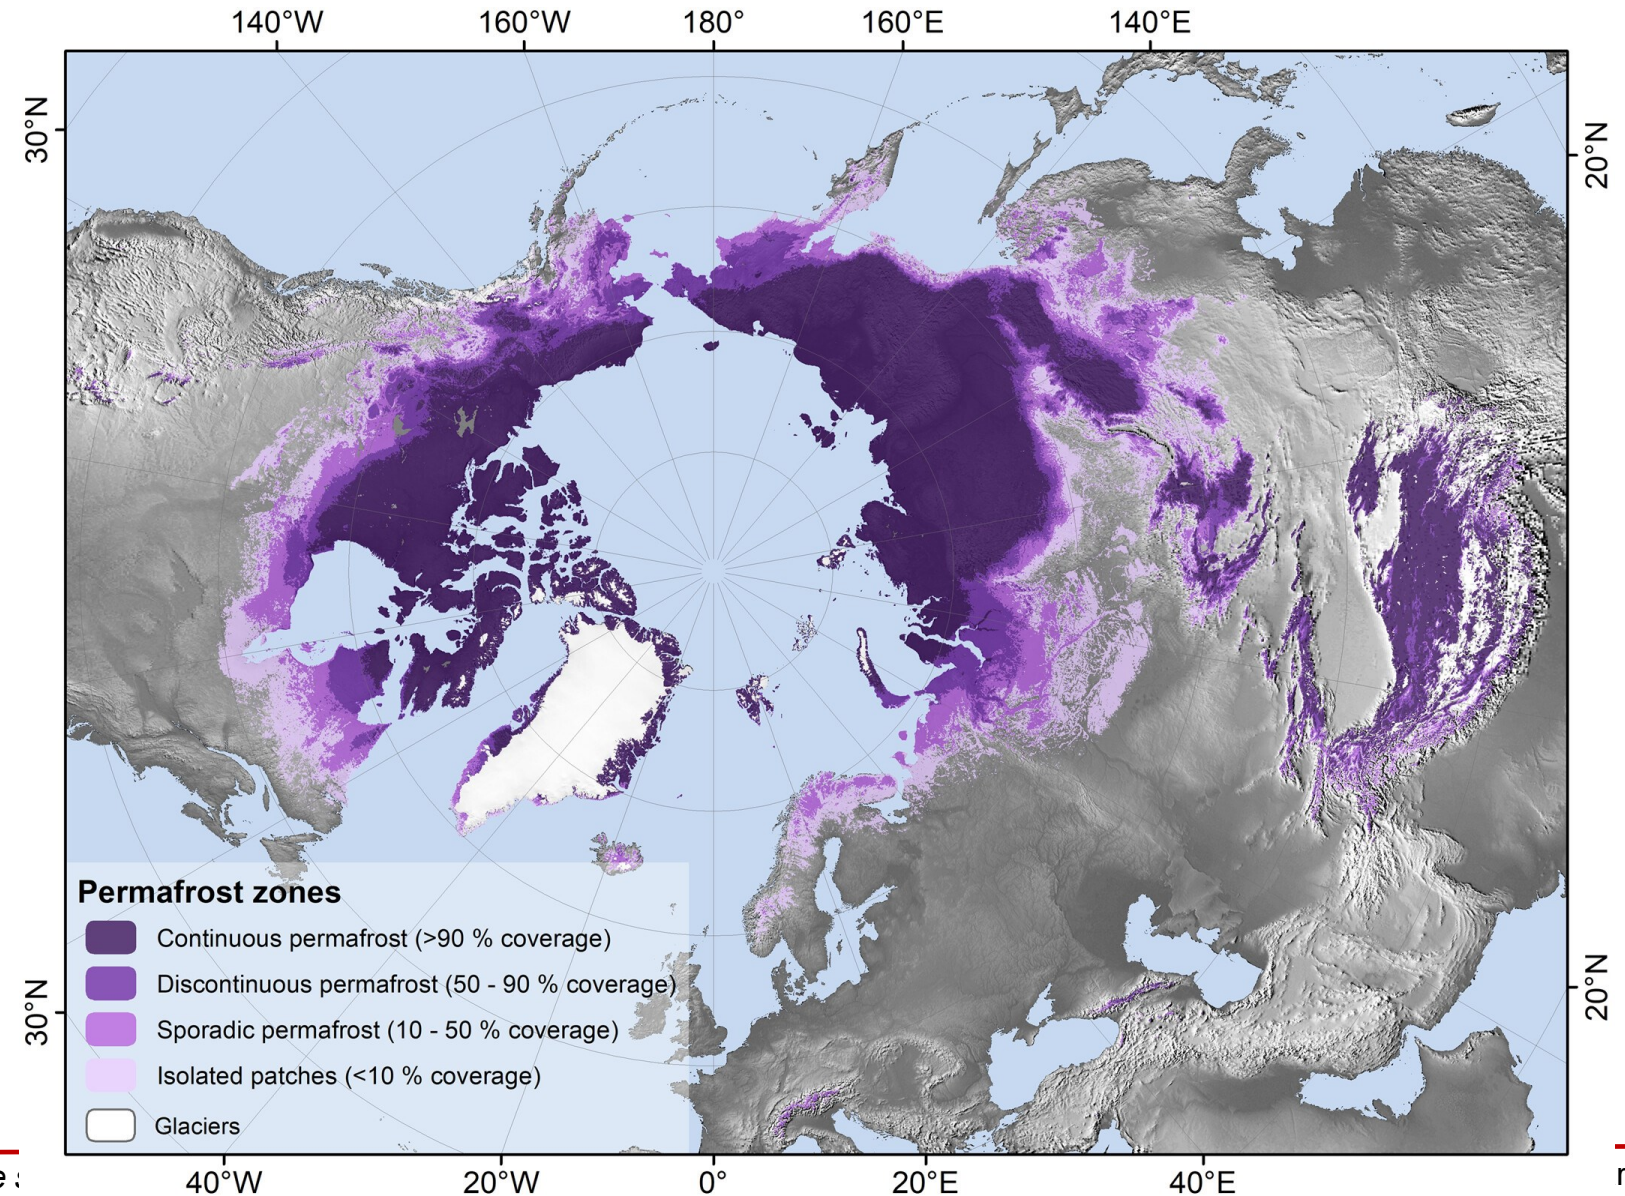 140°W 160°W 180° 160°E 140°E
30°N
20°N
Permafrost zones
Continuous permafrost (>90 % coverage)
Discontinuous permafrost (50 - 90 % coverage)
Sporadic permafrost (10 - 50 % coverage)
Isolated patches (<10 % coverage)
Glaciers
30°N
20°N
40°W 20°W 0° 20°E 40°E